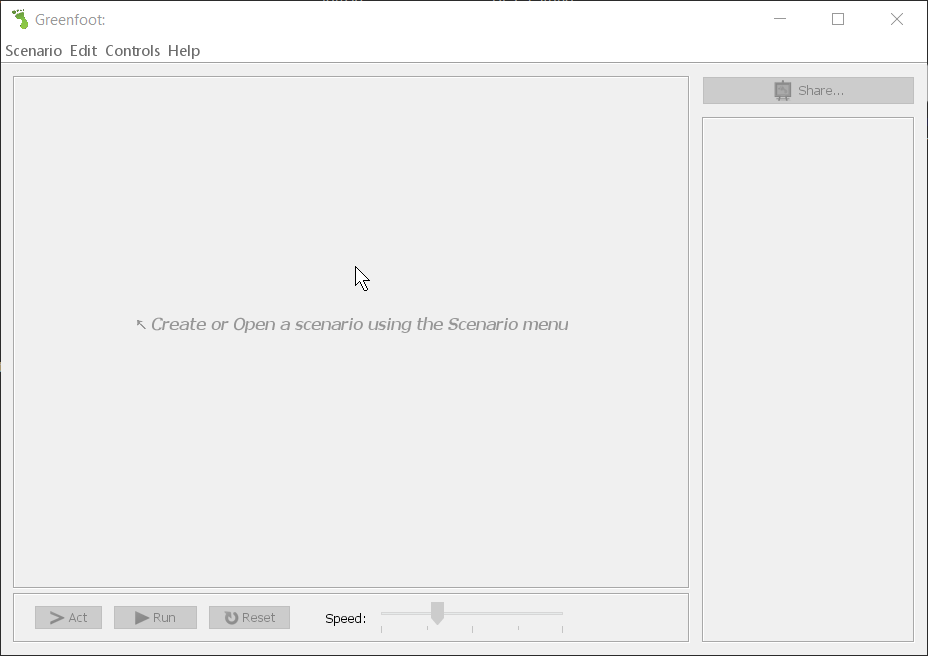 Greenfoot:
Scenario Edit Controls Help
Share...
Create or Open a scenario using the Scenario menu
Act Run Reset Speed: